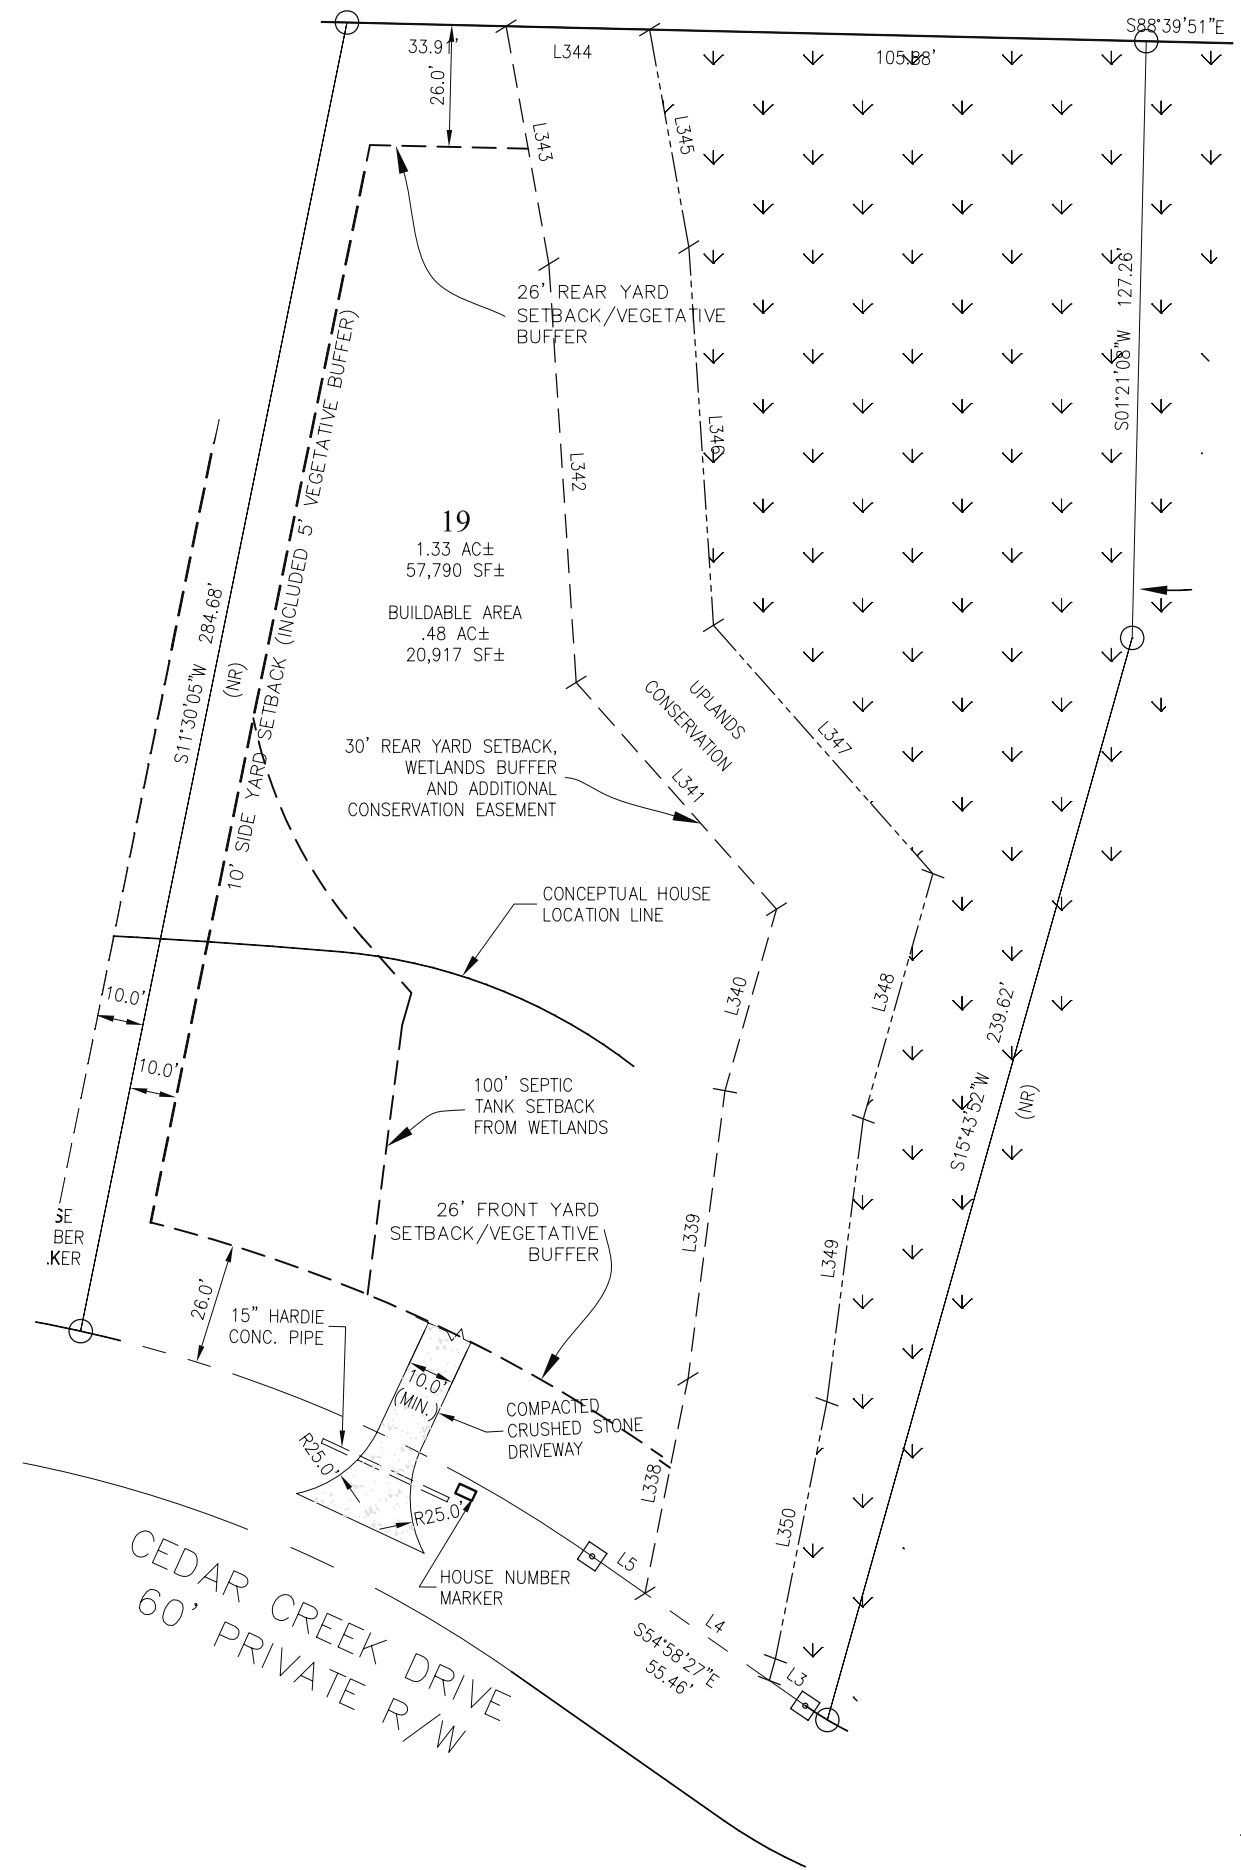 S88°39'51"E
33.91'
L344
105.88'
26.0'
L343
L345
26' REAR YARD
SETBACK/VEGETATIVE
BUFFER
S01°21'08"W 127.26'
10' SIDE YARD SETBACK (INCLUDED 5' VEGETATIVE BUFFER)
L342
L346
19
1.33 AC±
57,790 SF±
BUILDABLE AREA
.48 AC±
20,917 SF±
S11°30'05"W 284.68'
(NR)
UPLANDS
CONSERVATION
L347
30' REAR YARD SETBACK,
WETLANDS BUFFER
AND ADDITIONAL
CONSERVATION EASEMENT
L341
CONCEPTUAL HOUSE
LOCATION LINE
10.0'
L340
L348
S15°43'52"W 239.62'
(NR)
10.0'
100' SEPTIC
TANK SETBACK
FROM WETLANDS
SE
BER
.KER
26' FRONT YARD
SETBACK/VEGETATIVE
BUFFER
L339
L349
26.0'
15" HARDIE
CONC. PIPE
10.0'
(MIN.)
COMPACTED
CRUSHED STONE
DRIVEWAY
R25.0'
R25.0'
L338
L350
HOUSE NUMBER
MARKER
L5
L4
S54°58'27"E
55.46'
L3
CEDAR CREEK DRIVE
60' PRIVATE R/W